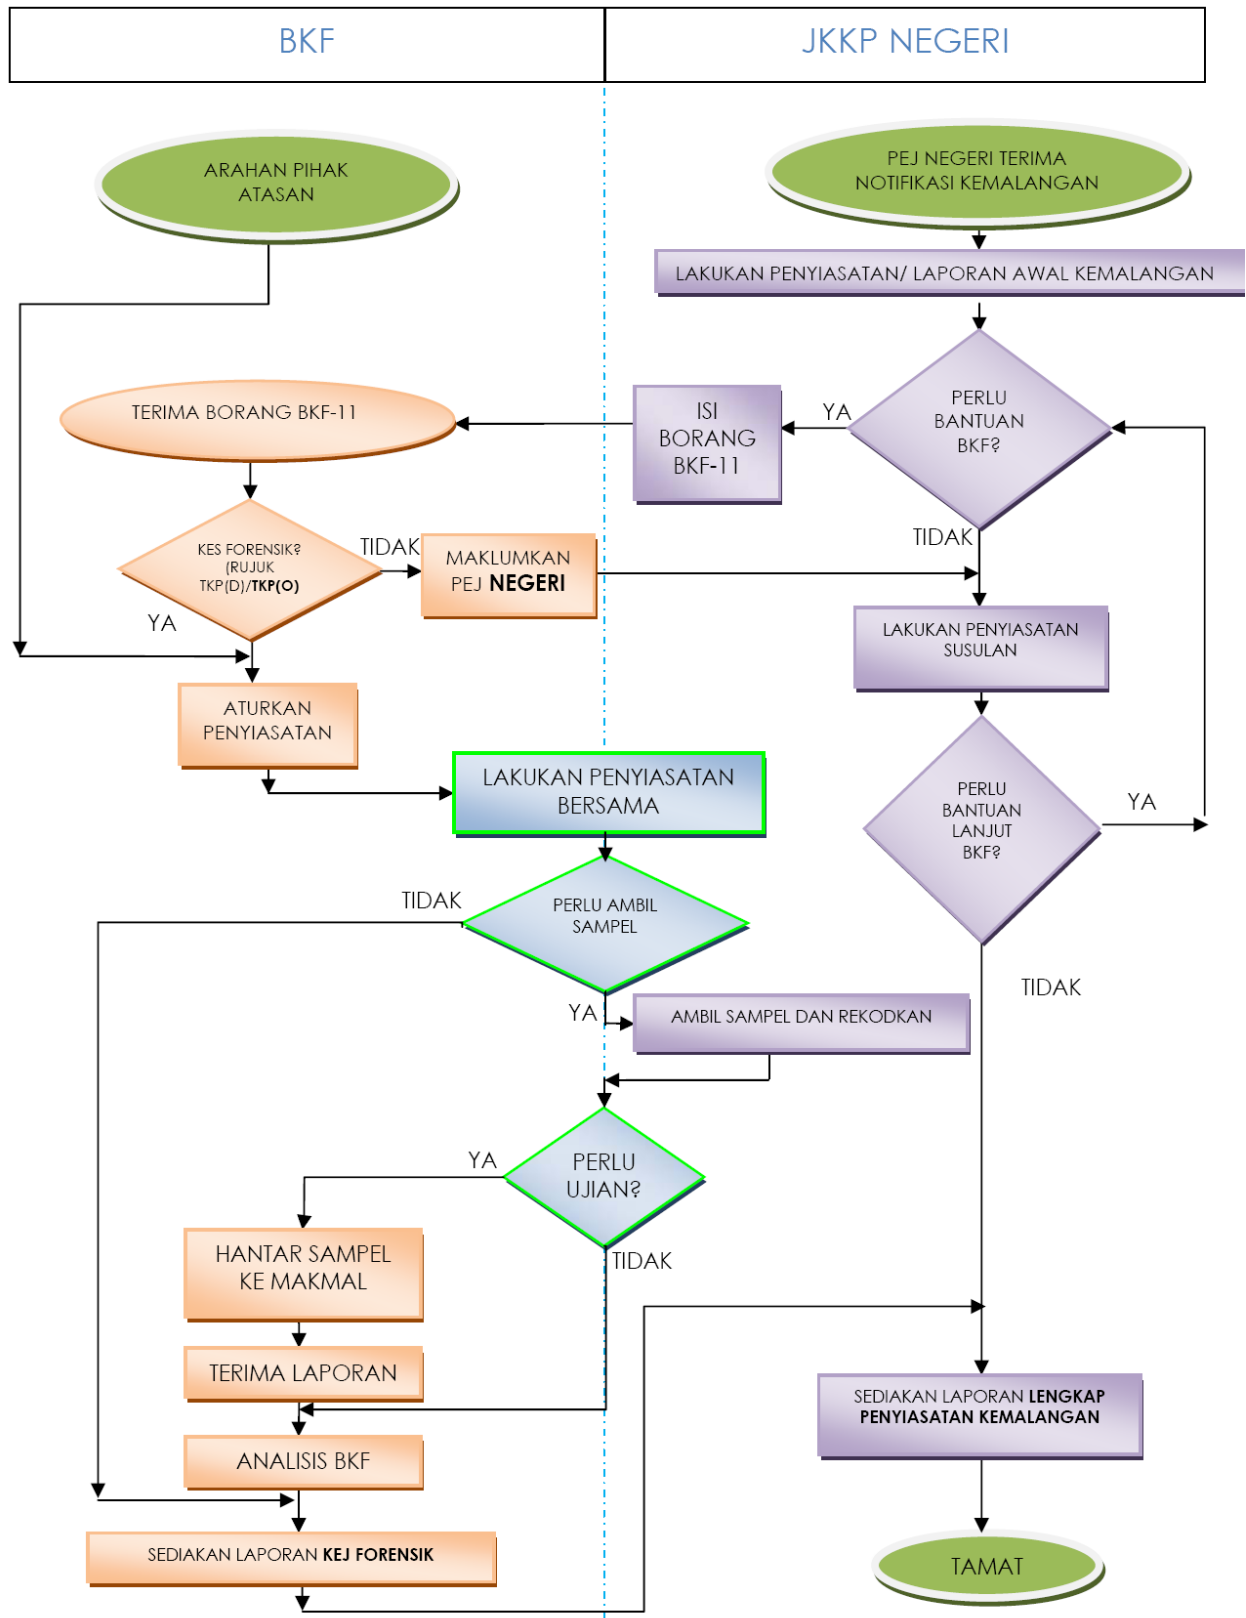 BKF
JKKP NEGERI
ARAHAN PIHAK
ATASAN
PEJ NEGERI TERIMA
NOTIFIKASI KEMALANGAN
LAKUKAN PENYIASATAN/ LAPORAN AWAL KEMALANGAN
PERLU
BANTUAN
BKF?
YA
ISI
BORANG
BKF-11
TERIMA BORANG BKF-11
TIDAK
KES FORENSIK?
(RUJUK
TKP(D)/TKP(O)
TIDAK
MAKLUMKAN
PEJ NEGERI
YA
LAKUKAN PENYIASATAN
SUSULAN
ATURKAN
PENYIASATAN
LAKUKAN PENYIASATAN
BERSAMA
PERLU
BANTUAN
LANJUT
BKF?
YA
TIDAK
PERLU AMBIL
SAMPEL
TIDAK
YA
AMBIL SAMPEL DAN REKODKAN
PERLU
UJIAN?
YA
TIDAK
HANTAR SAMPEL
KE MAKMAL
TERIMA LAPORAN
ANALISIS BKF
SEDIAKAN LAPORAN KEJ FORENSIK
SEDIAKAN LAPORAN LENGKAP
PENYIASATAN KEMALANGAN
TAMAT